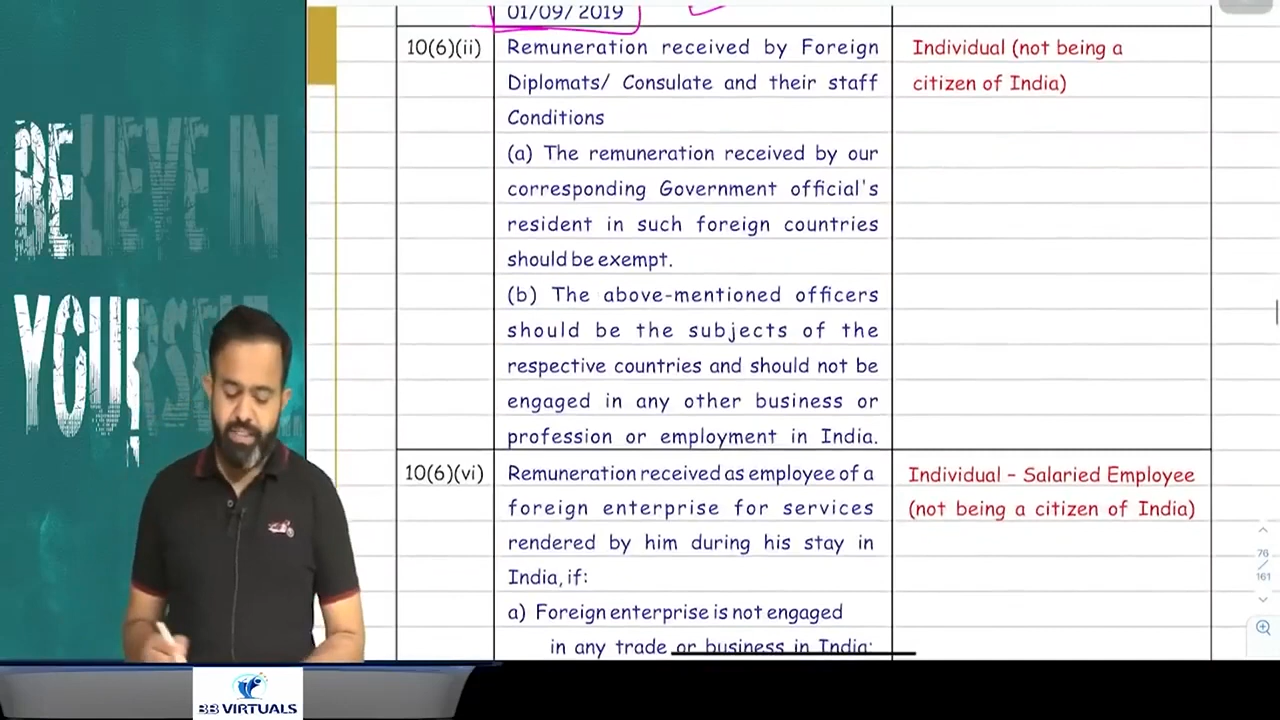 BELIEVE IN
YOURSELF
01/09/2019
10(6)(ii)
Remuneration received by Foreign
Diplomats/ Consulate and their staff
Conditions
(a) The remuneration received by our
corresponding Government official's
resident in such foreign countries
should be exempt.
(b) The above-mentioned officers
should be the subjects of the
respective countries and should not be
engaged in any other business or
profession or employment in India.
Individual (not being a
citizen of India)
10(6)(vi)
Remuneration received as employee of a
foreign enterprise for services
rendered by him during his stay in
India, if:
a) Foreign enterprise is not engaged
in any trade or business in India;
Individual – Salaried Employee
(not being a citizen of India)
76
/
161
BB VIRTUALS